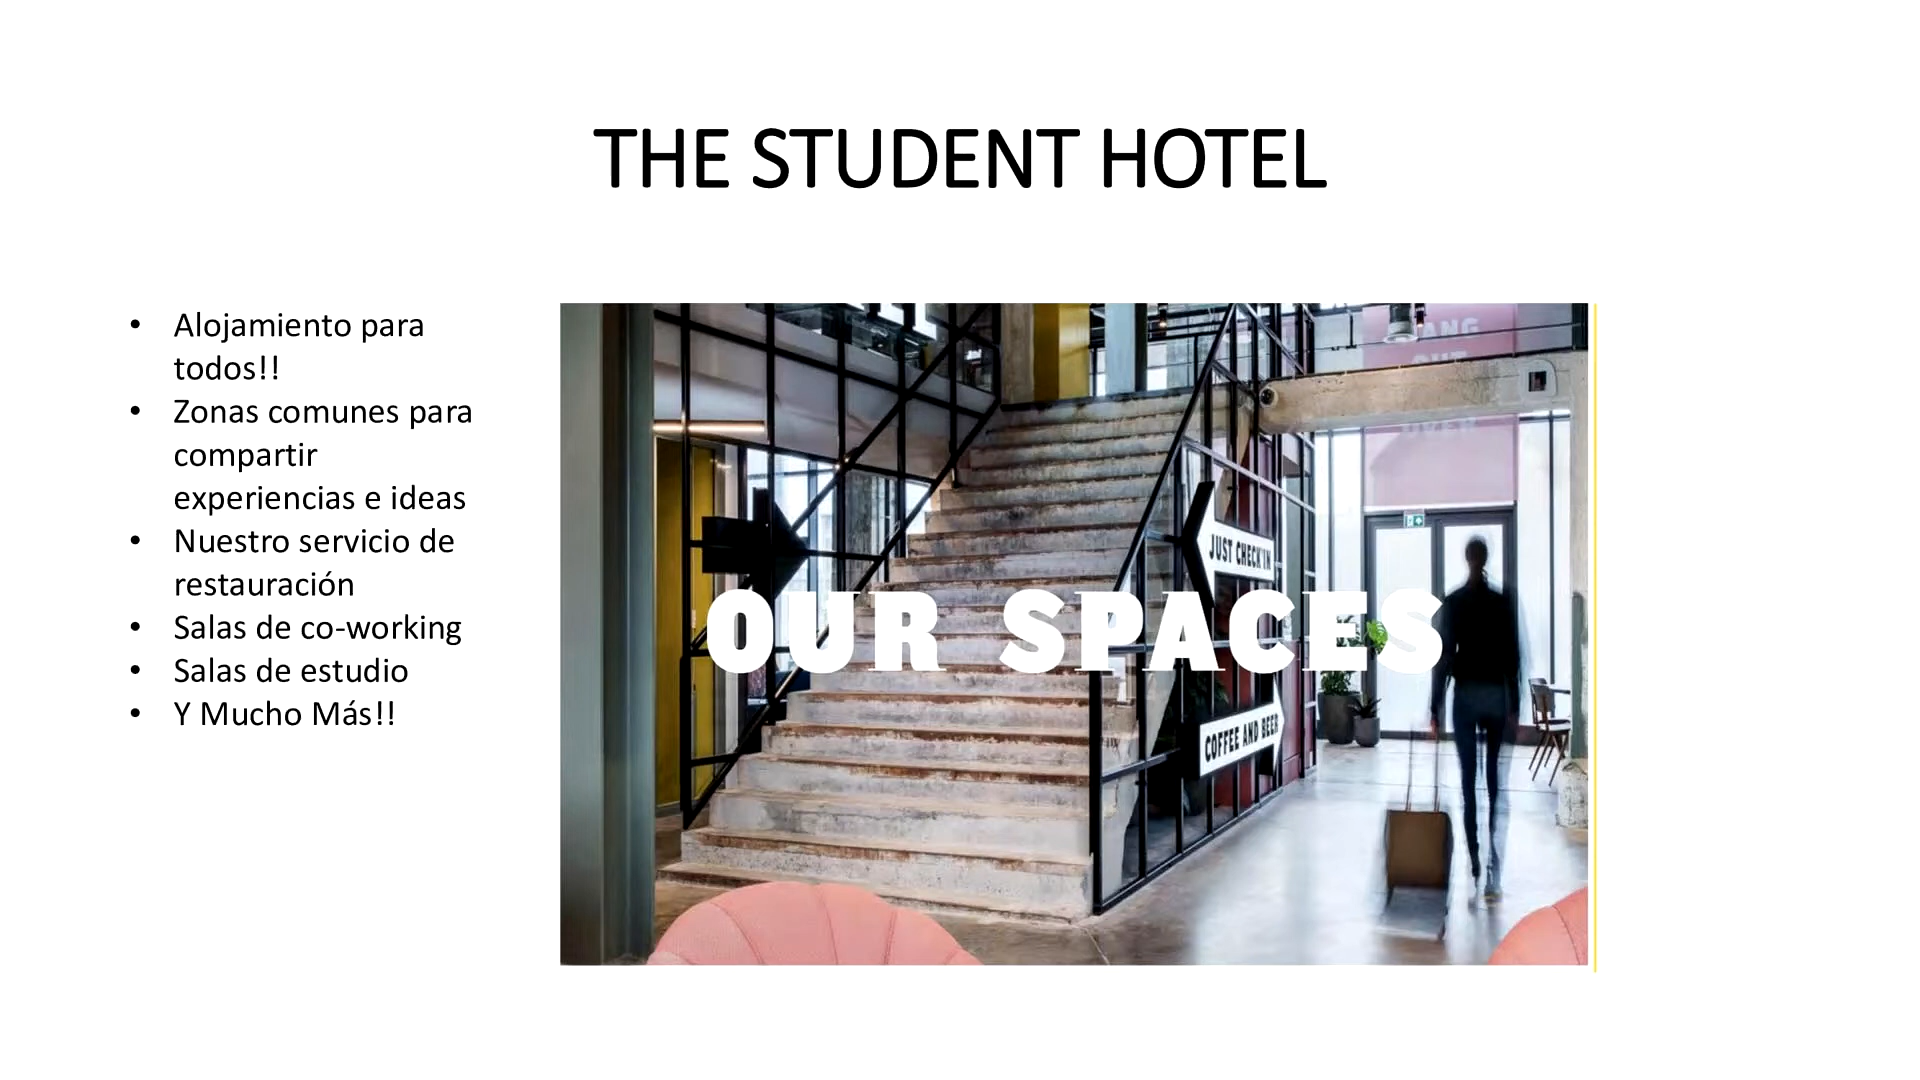 THE STUDENT HOTEL
• Alojamiento para
todos!!
• Zonas comunes para
compartir
experiencias e ideas
• Nuestro servicio de
restauración
• Salas de co-working
• Salas de estudio
• Y Mucho Más!!
OUR SPACES
JUST CHECK'IN
COFFEE AND BEER